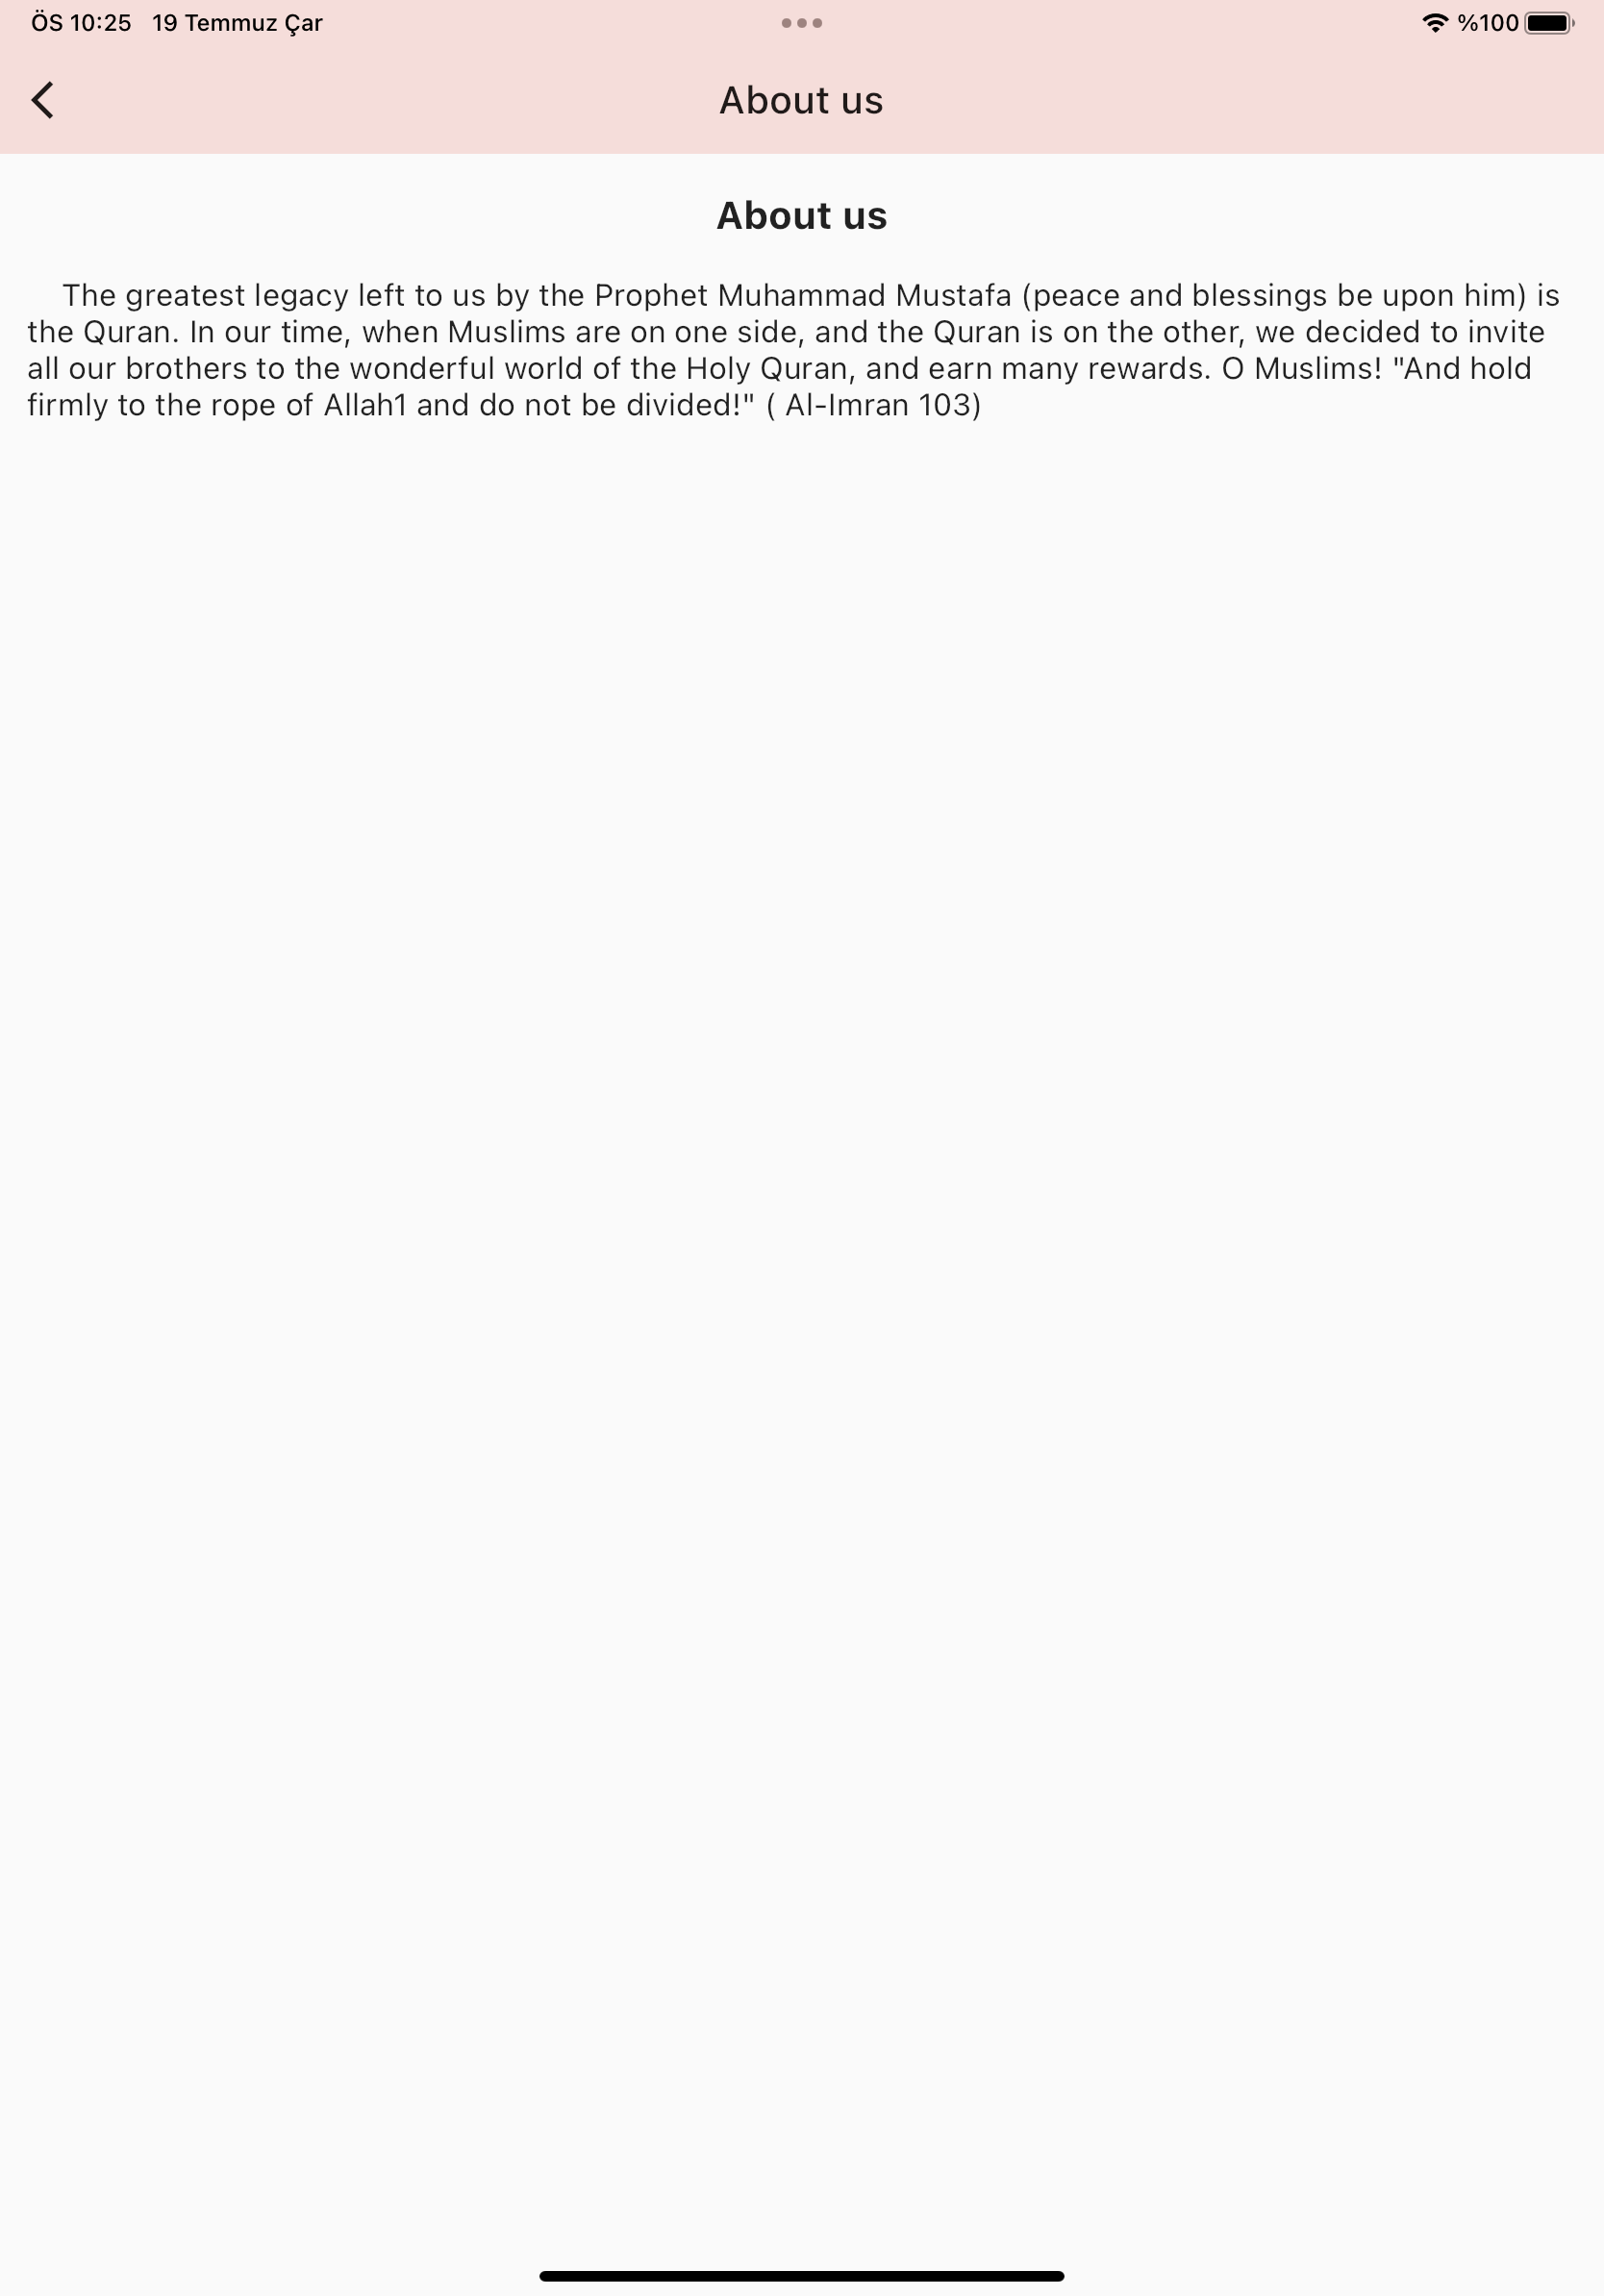 ÖS 10:25 19 Temmuz Çar %100
About us
About us
The greatest legacy left to us by the Prophet Muhammad Mustafa (peace and blessings be upon him) is
the Quran. In our time, when Muslims are on one side, and the Quran is on the other, we decided to invite
all our brothers to the wonderful world of the Holy Quran, and earn many rewards. O Muslims! "And hold
firmly to the rope of Allah1 and do not be divided!" ( Al-Imran 103)